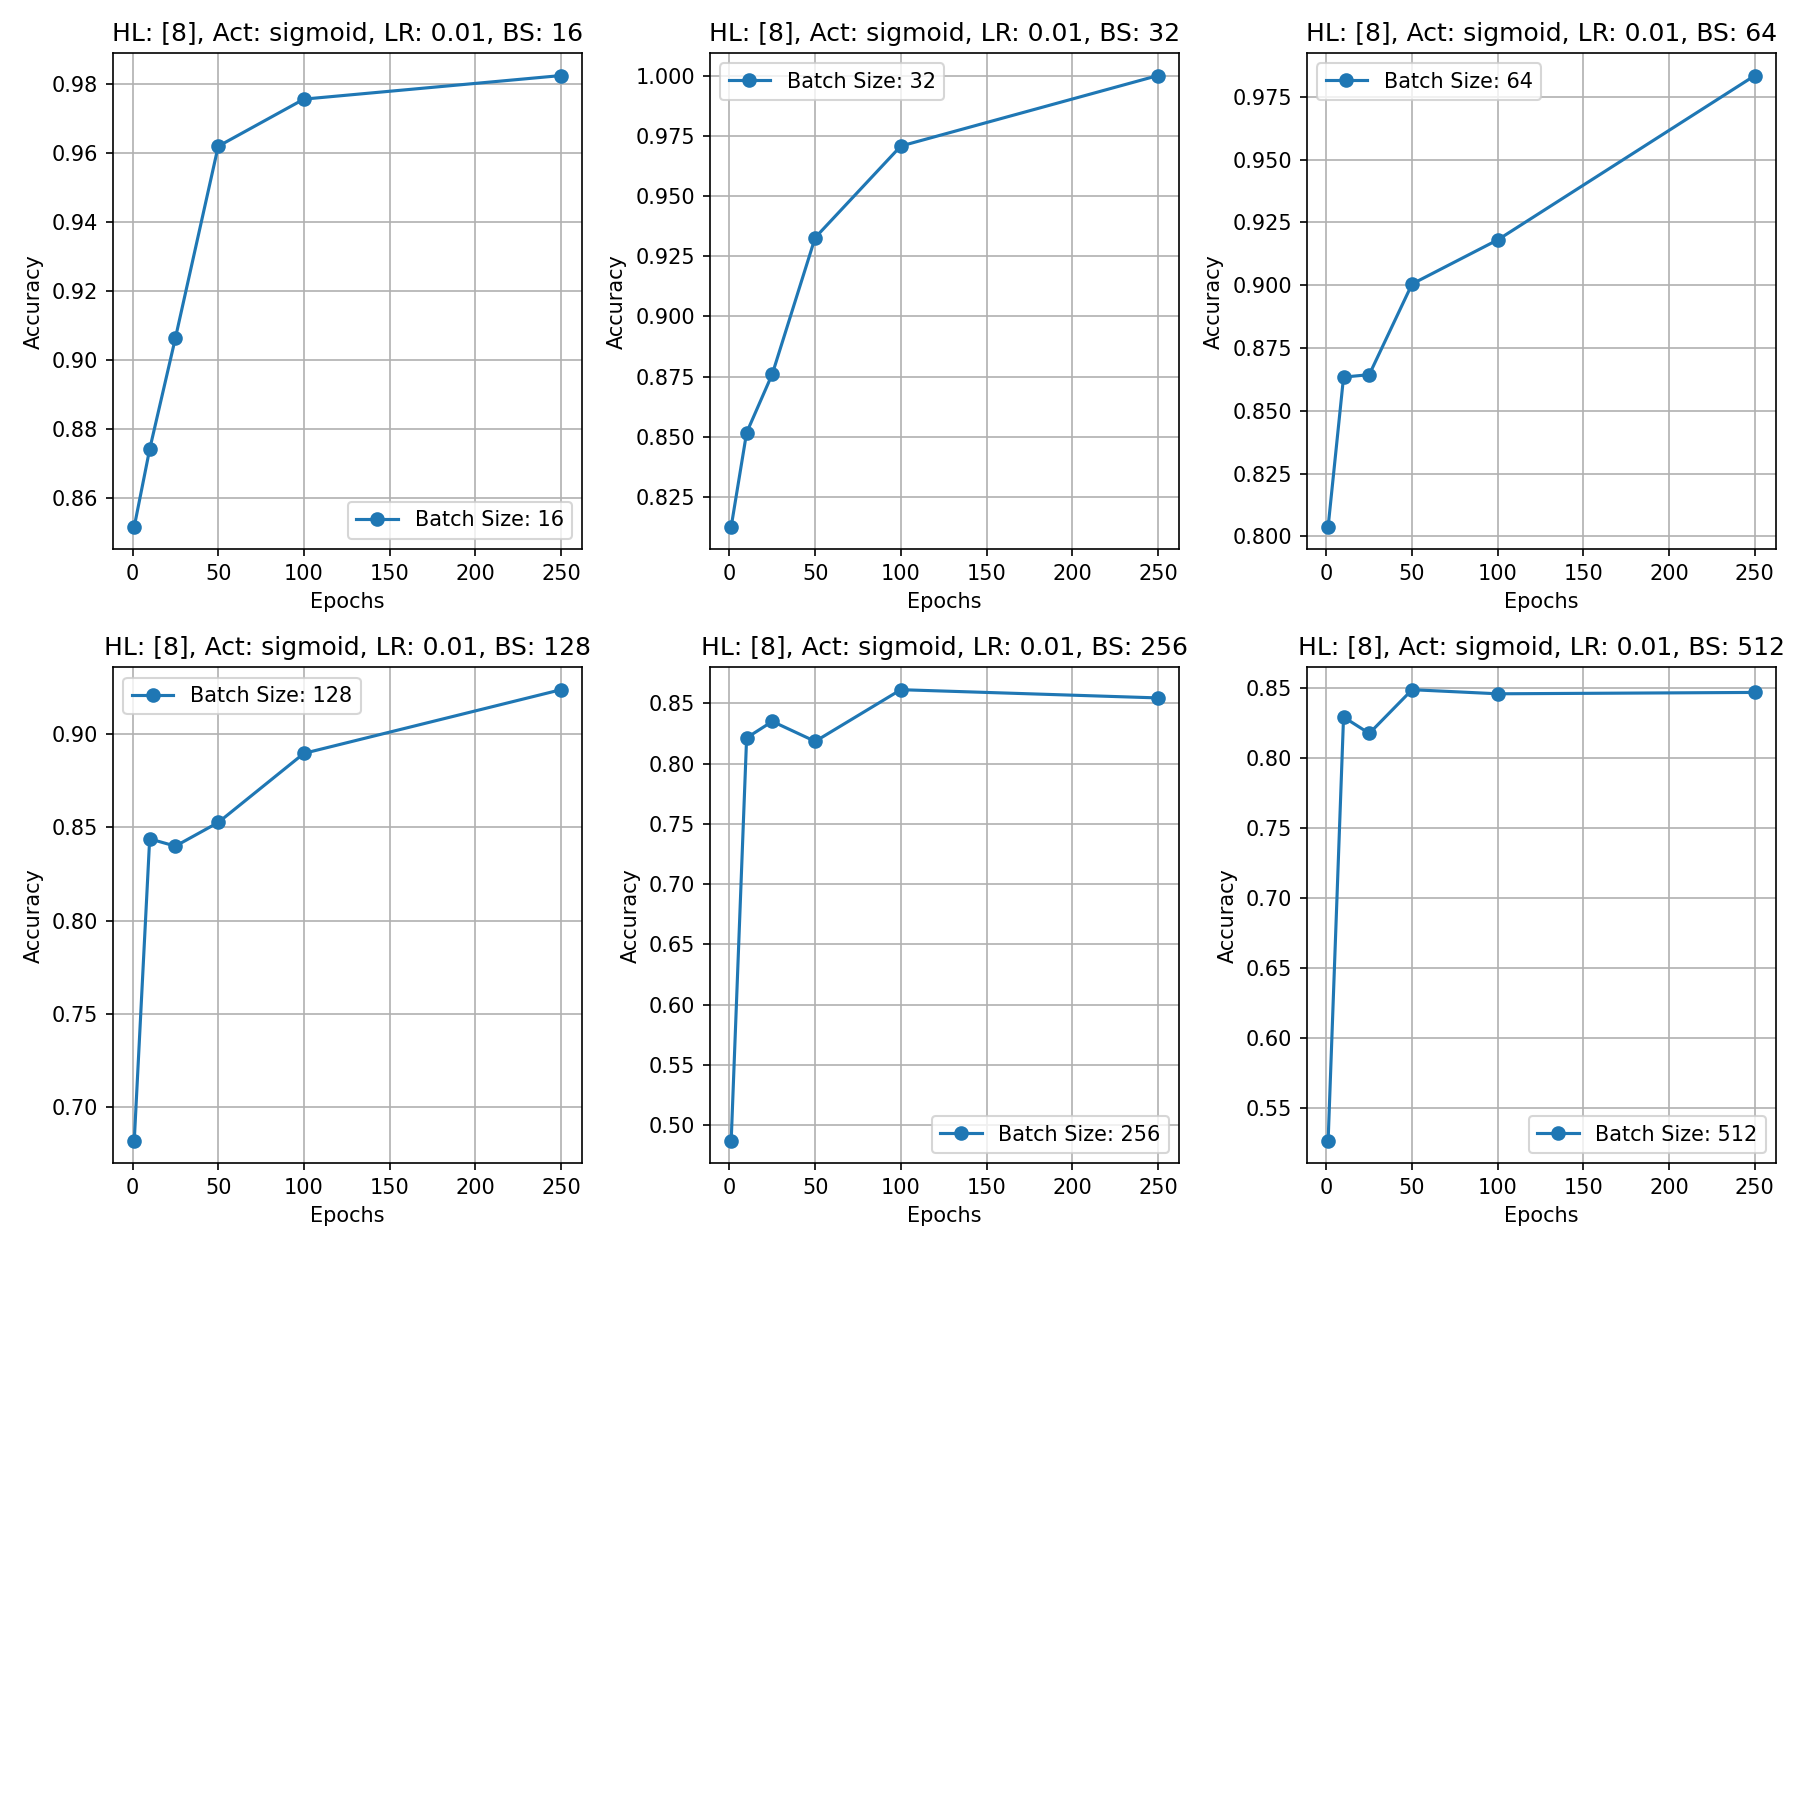 HL: [8], Act: sigmoid, LR: 0.01, BS: 16
Accuracy
0.98
0.96
0.94
0.92
0.90
0.88
0.86
Batch Size: 16
0 50 100 150 200 250
Epochs
HL: [8], Act: sigmoid, LR: 0.01, BS: 32
Accuracy
1.000
0.975
0.950
0.925
0.900
0.875
0.850
0.825
Batch Size: 32
0 50 100 150 200 250
Epochs
HL: [8], Act: sigmoid, LR: 0.01, BS: 64
Accuracy
0.975
0.950
0.925
0.900
0.875
0.850
0.825
0.800
Batch Size: 64
0 50 100 150 200 250
Epochs
HL: [8], Act: sigmoid, LR: 0.01, BS: 128
Accuracy
0.90
0.85
0.80
0.75
0.70
Batch Size: 128
0 50 100 150 200 250
Epochs
HL: [8], Act: sigmoid, LR: 0.01, BS: 256
Accuracy
0.85
0.80
0.75
0.70
0.65
0.60
0.55
0.50
Batch Size: 256
0 50 100 150 200 250
Epochs
HL: [8], Act: sigmoid, LR: 0.01, BS: 512
Accuracy
0.85
0.80
0.75
0.70
0.65
0.60
0.55
Batch Size: 512
0 50 100 150 200 250
Epochs